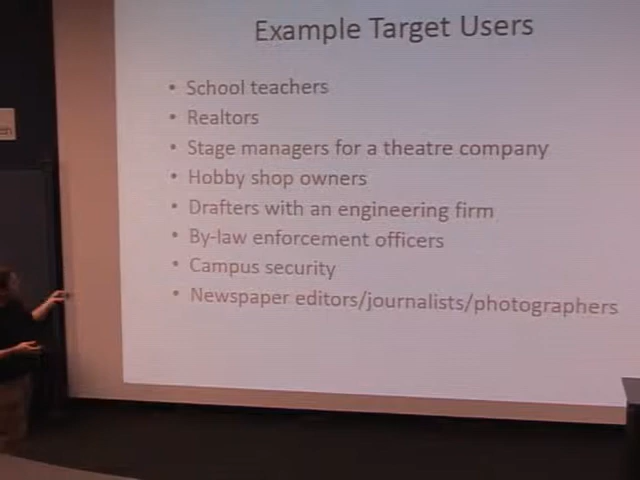 Example Target Users
• School teachers
• Realtors
• Stage managers for a theatre company
• Hobby shop owners
• Drafters with an engineering firm
• By-law enforcement officers
• Campus security
• Newspaper editors/journalists/photographers